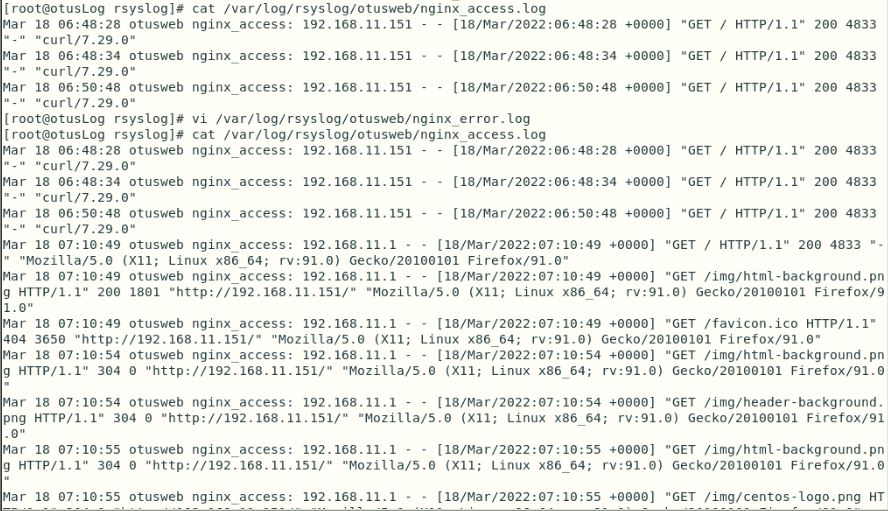 [root@otusLog rsyslog]# cat /var/log/rsyslog/otusweb/nginx_access.log
Mar 18 06:48:28 otusweb nginx_access: 192.168.11.151 - - [18/Mar/2022:06:48:28 +0000] "GET / HTTP/1.1" 200 4833
"-" "curl/7.29.0"
Mar 18 06:48:34 otusweb nginx_access: 192.168.11.151 - - [18/Mar/2022:06:48:34 +0000] "GET / HTTP/1.1" 200 4833
"-" "curl/7.29.0"
Mar 18 06:50:48 otusweb nginx_access: 192.168.11.151 - - [18/Mar/2022:06:50:48 +0000] "GET / HTTP/1.1" 200 4833
"-" "curl/7.29.0"
[root@otusLog rsyslog]# vi /var/log/rsyslog/otusweb/nginx_error.log
[root@otusLog rsyslog]# cat /var/log/rsyslog/otusweb/nginx_access.log
Mar 18 06:48:28 otusweb nginx_access: 192.168.11.151 - - [18/Mar/2022:06:48:28 +0000] "GET / HTTP/1.1" 200 4833
"-" "curl/7.29.0"
Mar 18 06:48:34 otusweb nginx_access: 192.168.11.151 - - [18/Mar/2022:06:48:34 +0000] "GET / HTTP/1.1" 200 4833
"-" "curl/7.29.0"
Mar 18 06:50:48 otusweb nginx_access: 192.168.11.151 - - [18/Mar/2022:06:50:48 +0000] "GET / HTTP/1.1" 200 4833
"-" "curl/7.29.0"
Mar 18 07:10:49 otusweb nginx_access: 192.168.11.1 - - [18/Mar/2022:07:10:49 +0000] "GET / HTTP/1.1" 200 4833 "-
" "Mozilla/5.0 (X11; Linux x86_64; rv:91.0) Gecko/20100101 Firefox/91.0"
Mar 18 07:10:49 otusweb nginx_access: 192.168.11.1 - - [18/Mar/2022:07:10:49 +0000] "GET /img/html-background.pn
g HTTP/1.1" 200 1801 "http://192.168.11.151/" "Mozilla/5.0 (X11; Linux x86_64; rv:91.0) Gecko/20100101 Firefox/9
1.0"
Mar 18 07:10:49 otusweb nginx_access: 192.168.11.1 - - [18/Mar/2022:07:10:49 +0000] "GET /favicon.ico HTTP/1.1"
404 3650 "http://192.168.11.151/" "Mozilla/5.0 (X11; Linux x86_64; rv:91.0) Gecko/20100101 Firefox/91.0"
Mar 18 07:10:54 otusweb nginx_access: 192.168.11.1 - - [18/Mar/2022:07:10:54 +0000] "GET /img/html-background.pn
g HTTP/1.1" 304 0 "http://192.168.11.151/" "Mozilla/5.0 (X11; Linux x86_64; rv:91.0) Gecko/20100101 Firefox/91.0
"
Mar 18 07:10:54 otusweb nginx_access: 192.168.11.1 - - [18/Mar/2022:07:10:54 +0000] "GET /img/header-background.
png HTTP/1.1" 304 0 "http://192.168.11.151/" "Mozilla/5.0 (X11; Linux x86_64; rv:91.0) Gecko/20100101 Firefox/91
.0"
Mar 18 07:10:55 otusweb nginx_access: 192.168.11.1 - - [18/Mar/2022:07:10:55 +0000] "GET /img/html-background.pn
g HTTP/1.1" 304 0 "http://192.168.11.151/" "Mozilla/5.0 (X11; Linux x86_64; rv:91.0) Gecko/20100101 Firefox/91.0
"
Mar 18 07:10:55 otusweb nginx_access: 192.168.11.1 - - [18/Mar/2022:07:10:55 +0000] "GET /img/centos-logo.png HT